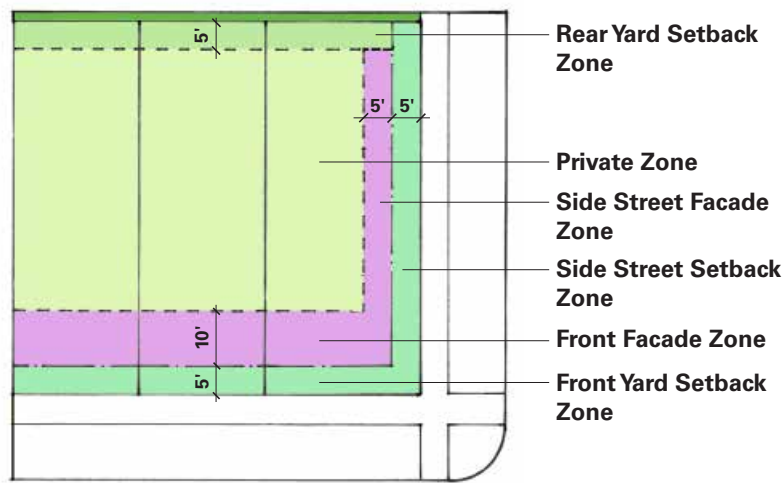 5'
Rear Yard Setback
Zone
5' 5'
Private Zone
Side Street Facade
Zone
Side Street Setback
Zone
10'
Front Facade Zone
5'
Front Yard Setback
Zone